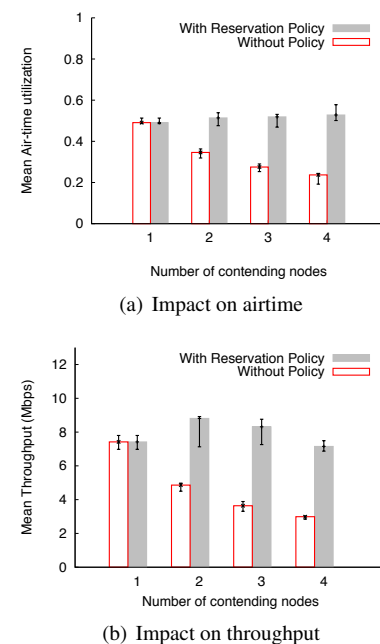 With Reservation Policy
Without Policy
Mean Air-time utilization
1
0.8
0.6
0.4
0.2
0
1 2 3 4
Number of contending nodes
(a) Impact on airtime
With Reservation Policy
Without Policy
Mean Throughput (Mbps)
12
10
8
6
4
2
0
1 2 3 4
Number of contending nodes
(b) Impact on throughput